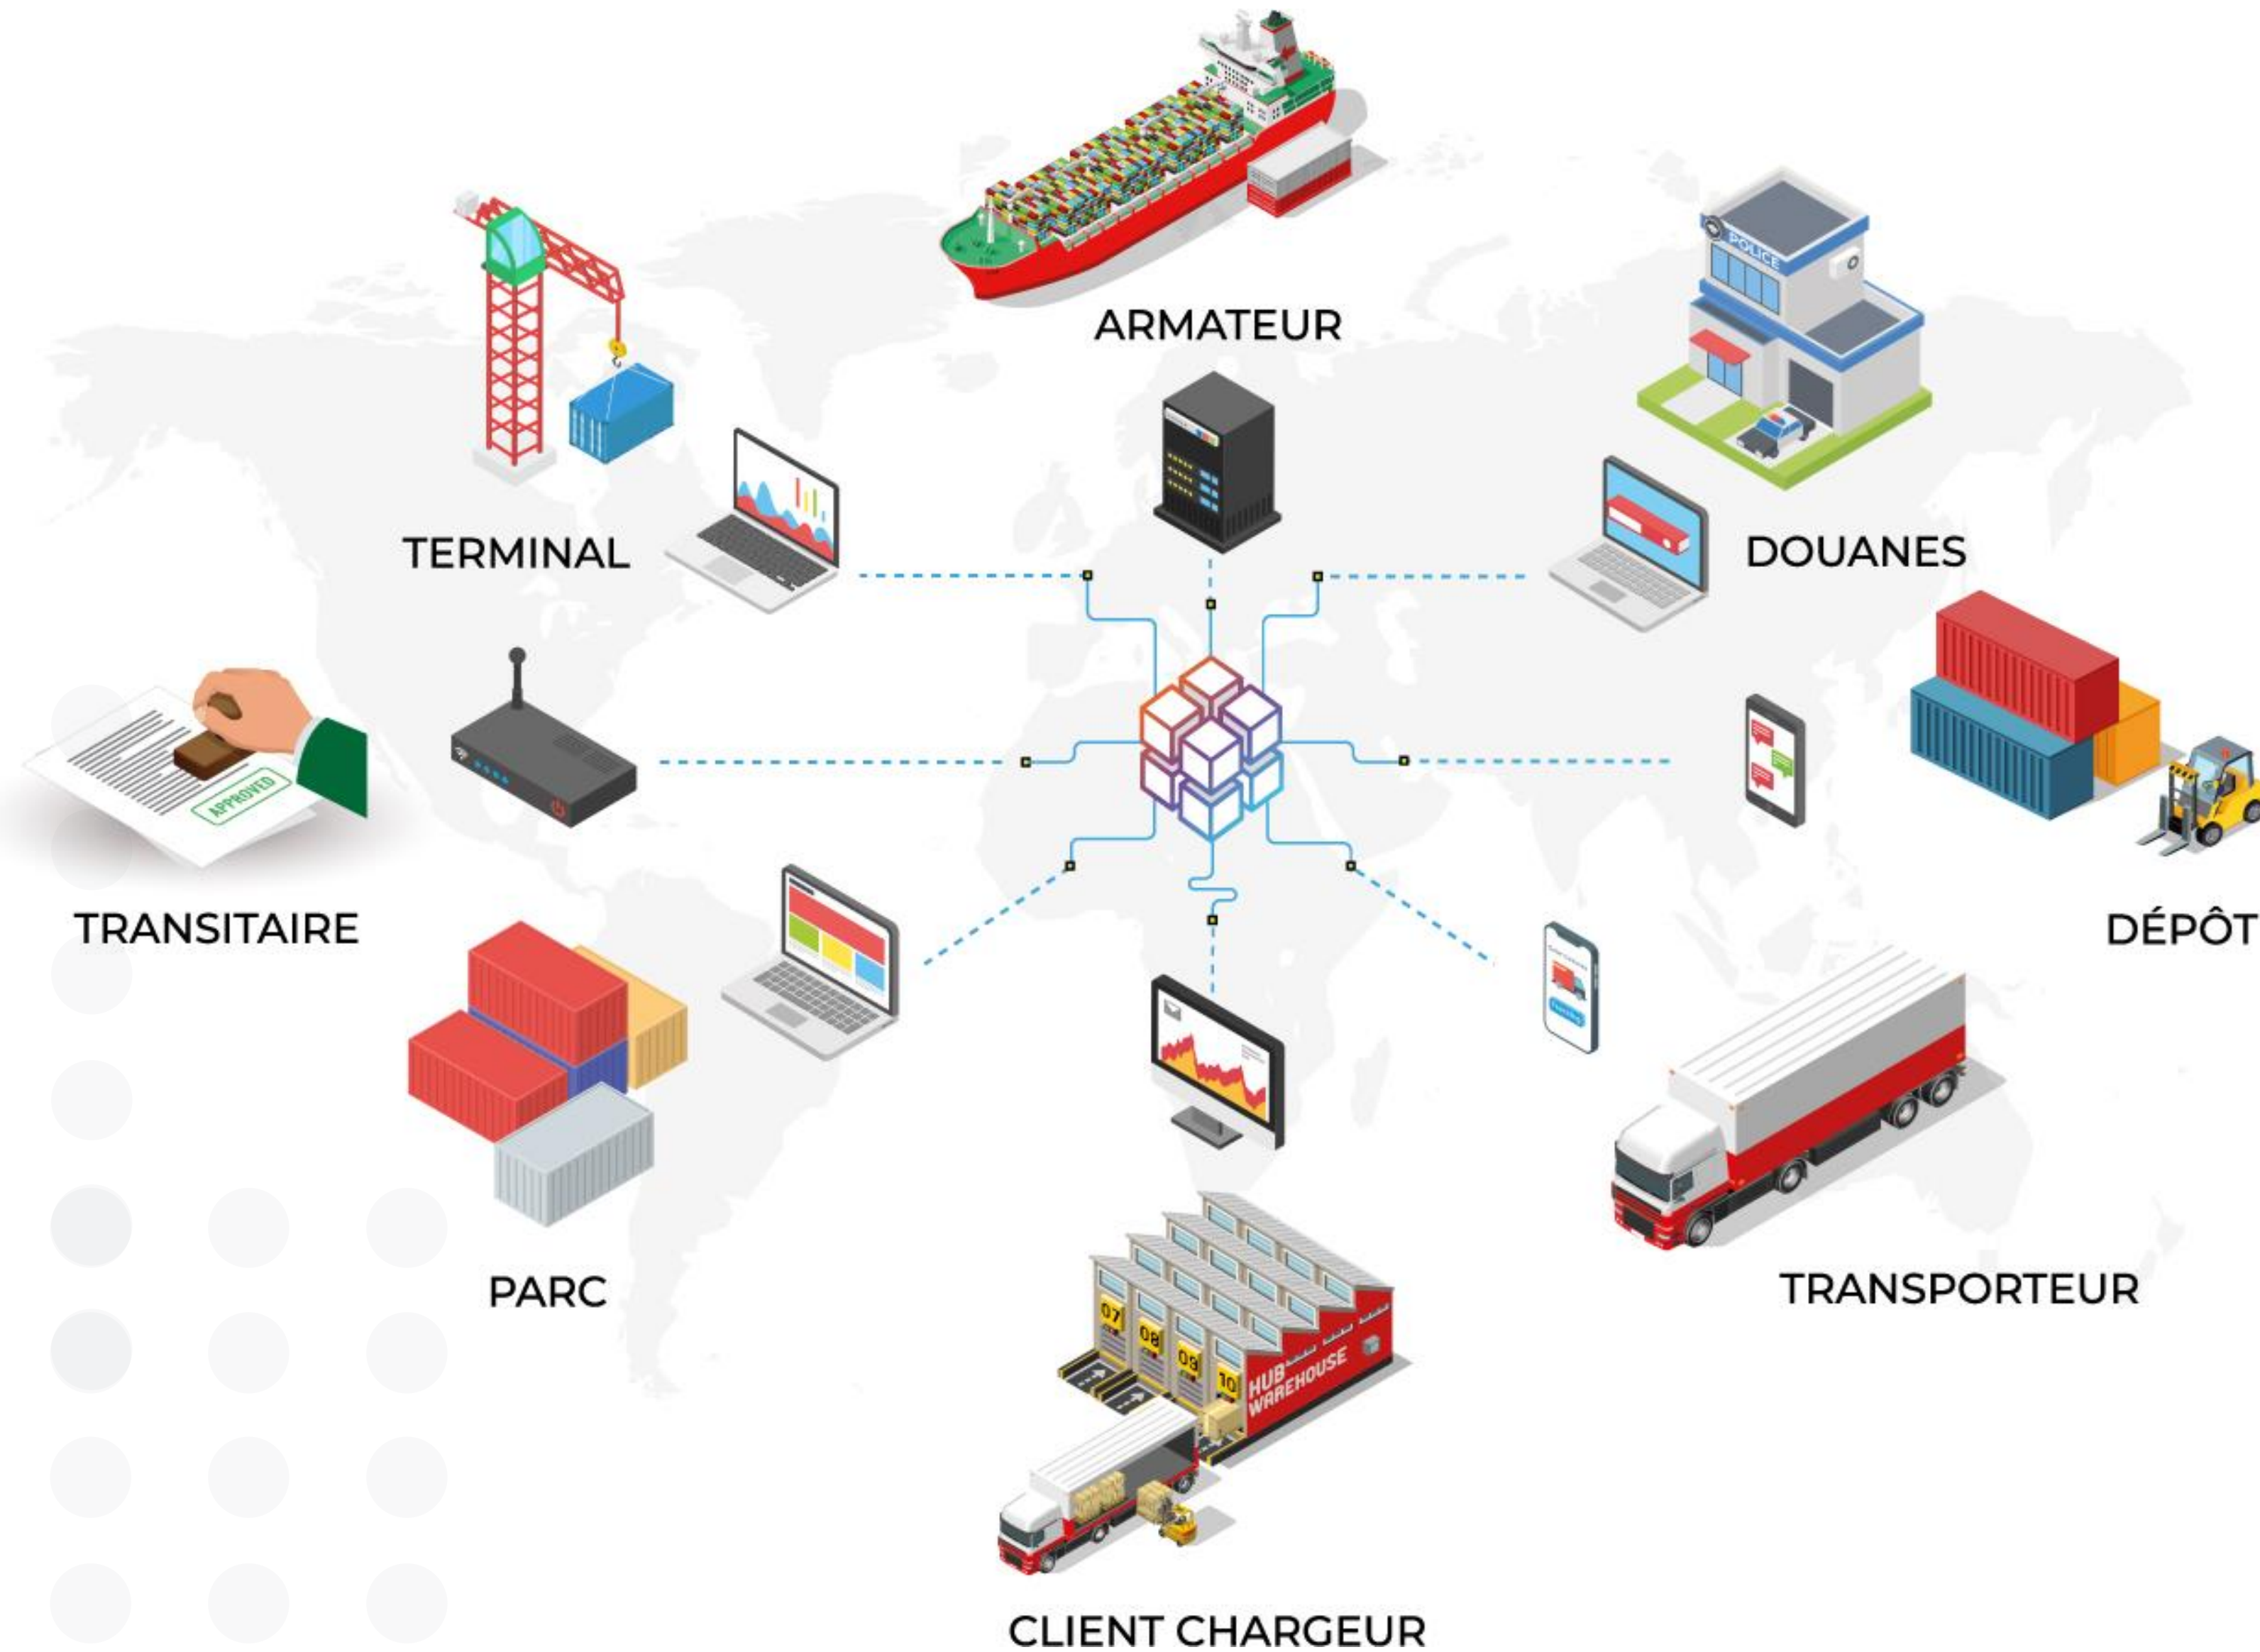 ARMATEUR
POLICE
TERMINAL
DOUANES
APPROVED
TRANSITAIRE
DÉPÔT
PARC
TRANSPORTEUR
07
08
09
10
HUB
WAREHOUSE
CLIENT CHARGEUR